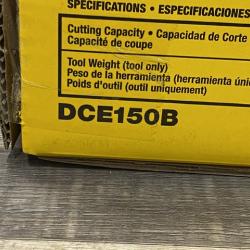 SPECIFICATIONS • ESPECIFICACIONES
Cutting Capacity • Capacidad de Corte
Capacité de coupe
Tool Weight (tool only)
Peso de la herramienta (herramienta
Poids d'outil (outil uniquement)
DCE150B